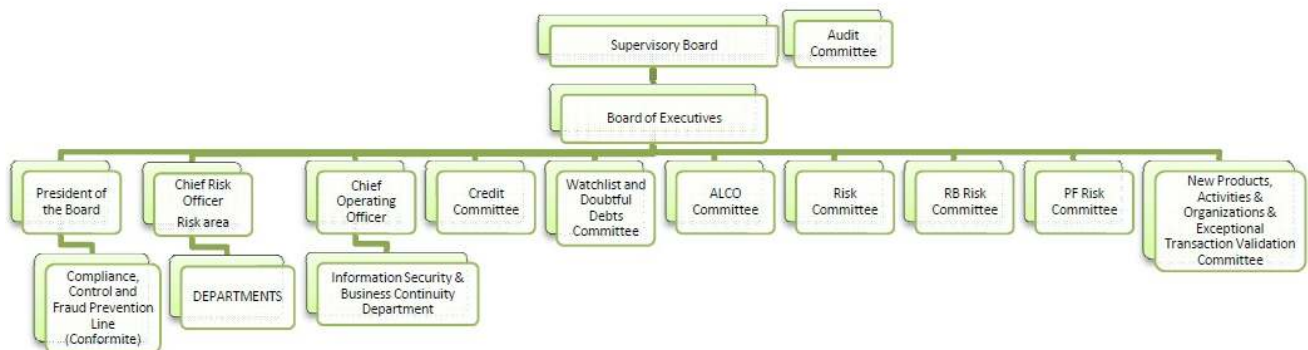 Supervisory Board
Audit
Committee
Board of Executives
President of
the Board
Chief Risk
Officer
Risk area
Chief
Operating
Officer
Credit
Committee
Watchlist and
Doubtful
Debts
Committee
ALCO
Committee
Risk
Committee
RB Risk
Committee
PF Risk
Committee
New Products,
Activities &
Organizations &
Exceptional
Transaction Validation
Committee
Compliance,
Control and
Fraud Prevention
Line
(Conformite)
DEPARTMENTS
Information Security &
Business Continuity
Department